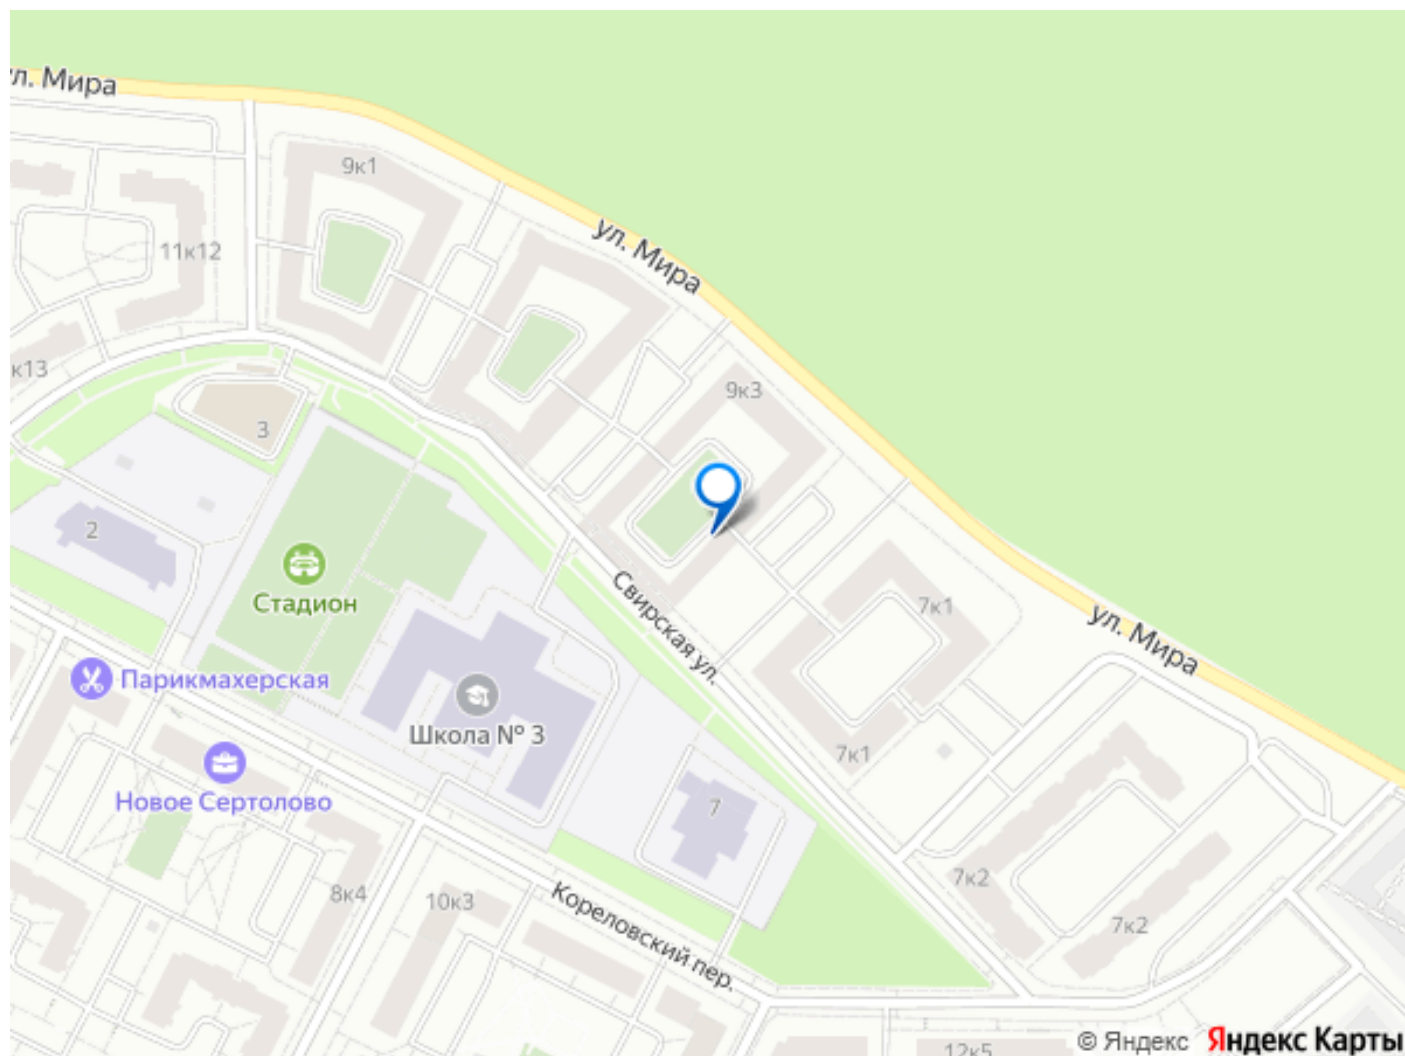 ул. Мира
9к1
ул. Мира
11к12
к13
9к3
3
2
Стадион
Свирская ул.
7к1
ул. Мира
Парикмахерская
Школа № 3
7к1
Новое Сертолово
7
7к2
8к4
10к3
Кореловский пер.
7к2
12к5
© Яндекс Яндекс Карты